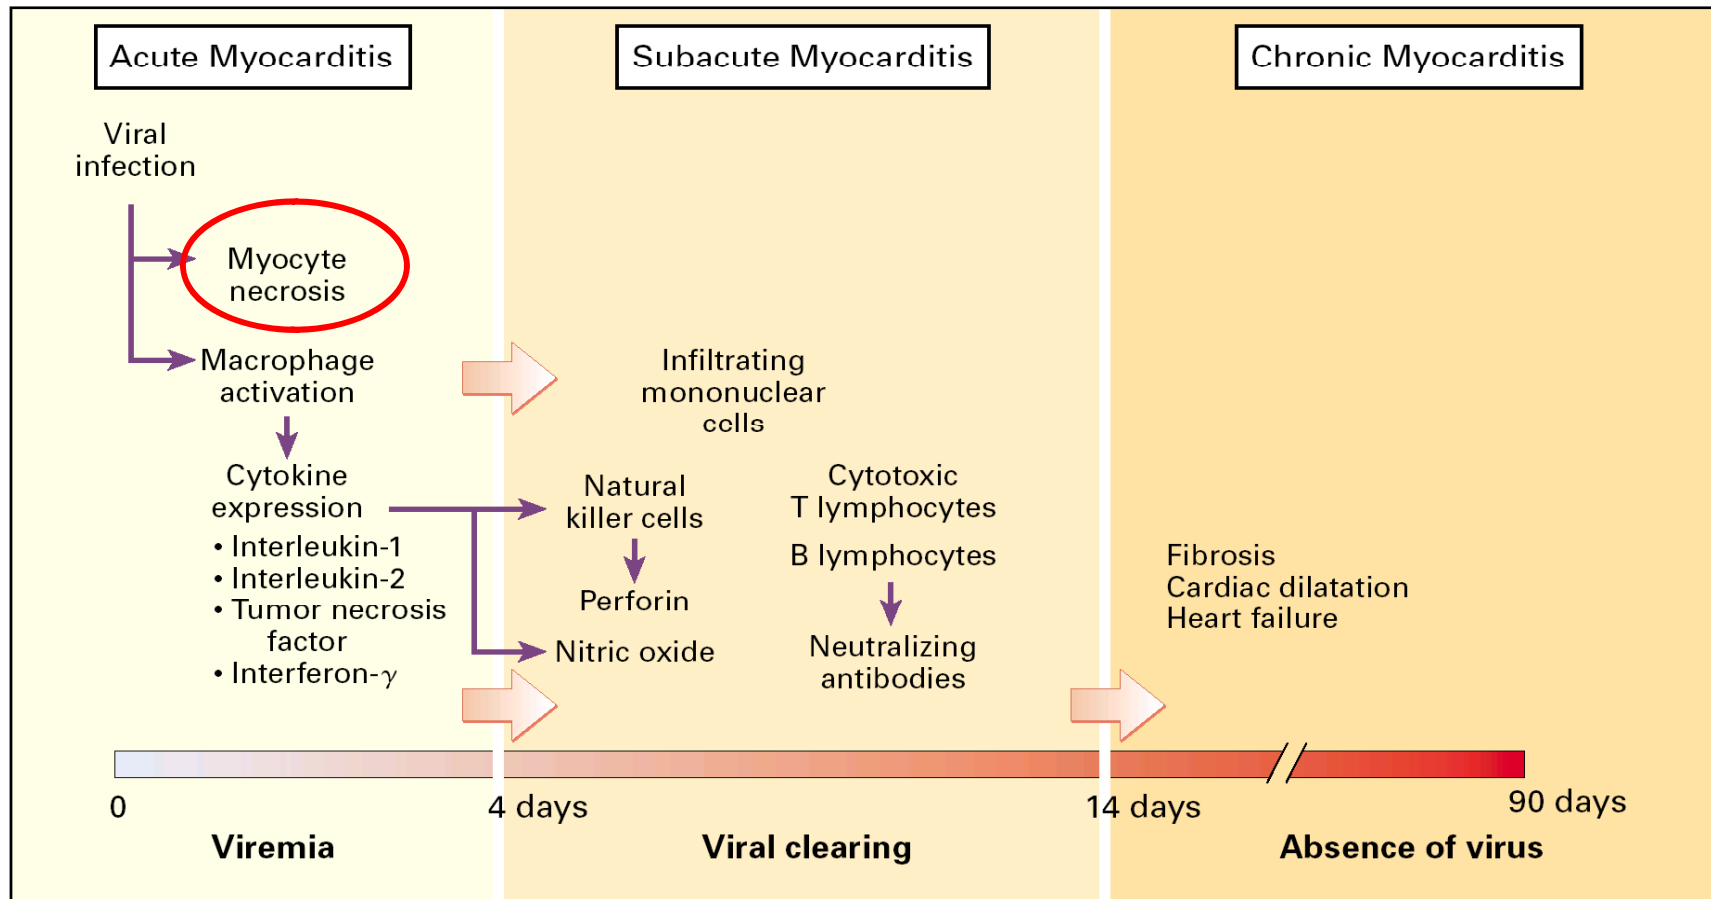 Acute Myocarditis
Viral
infection
Myocyte
necrosis
Macrophage
activation
Cytokine
expression
• Interleukin-1
• Interleukin-2
• Tumor necrosis
factor
• Interferon-γ
Subacute Myocarditis
Infiltrating
mononuclear
cells
Natural
killer cells
Perforin
Nitric oxide
Cytotoxic
T lymphocytes
B lymphocytes
Neutralizing
antibodies
Chronic Myocarditis
Fibrosis
Cardiac dilatation
Heart failure
0
4 days
14 days
90 days
Viremia
Viral clearing
Absence of virus